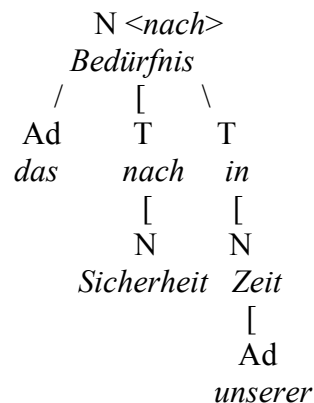 N <nach>
Bedürfnis
/ [ \
Ad T T
das nach in
[ [
N N
Sicherheit Zeit
[
Ad
unserer